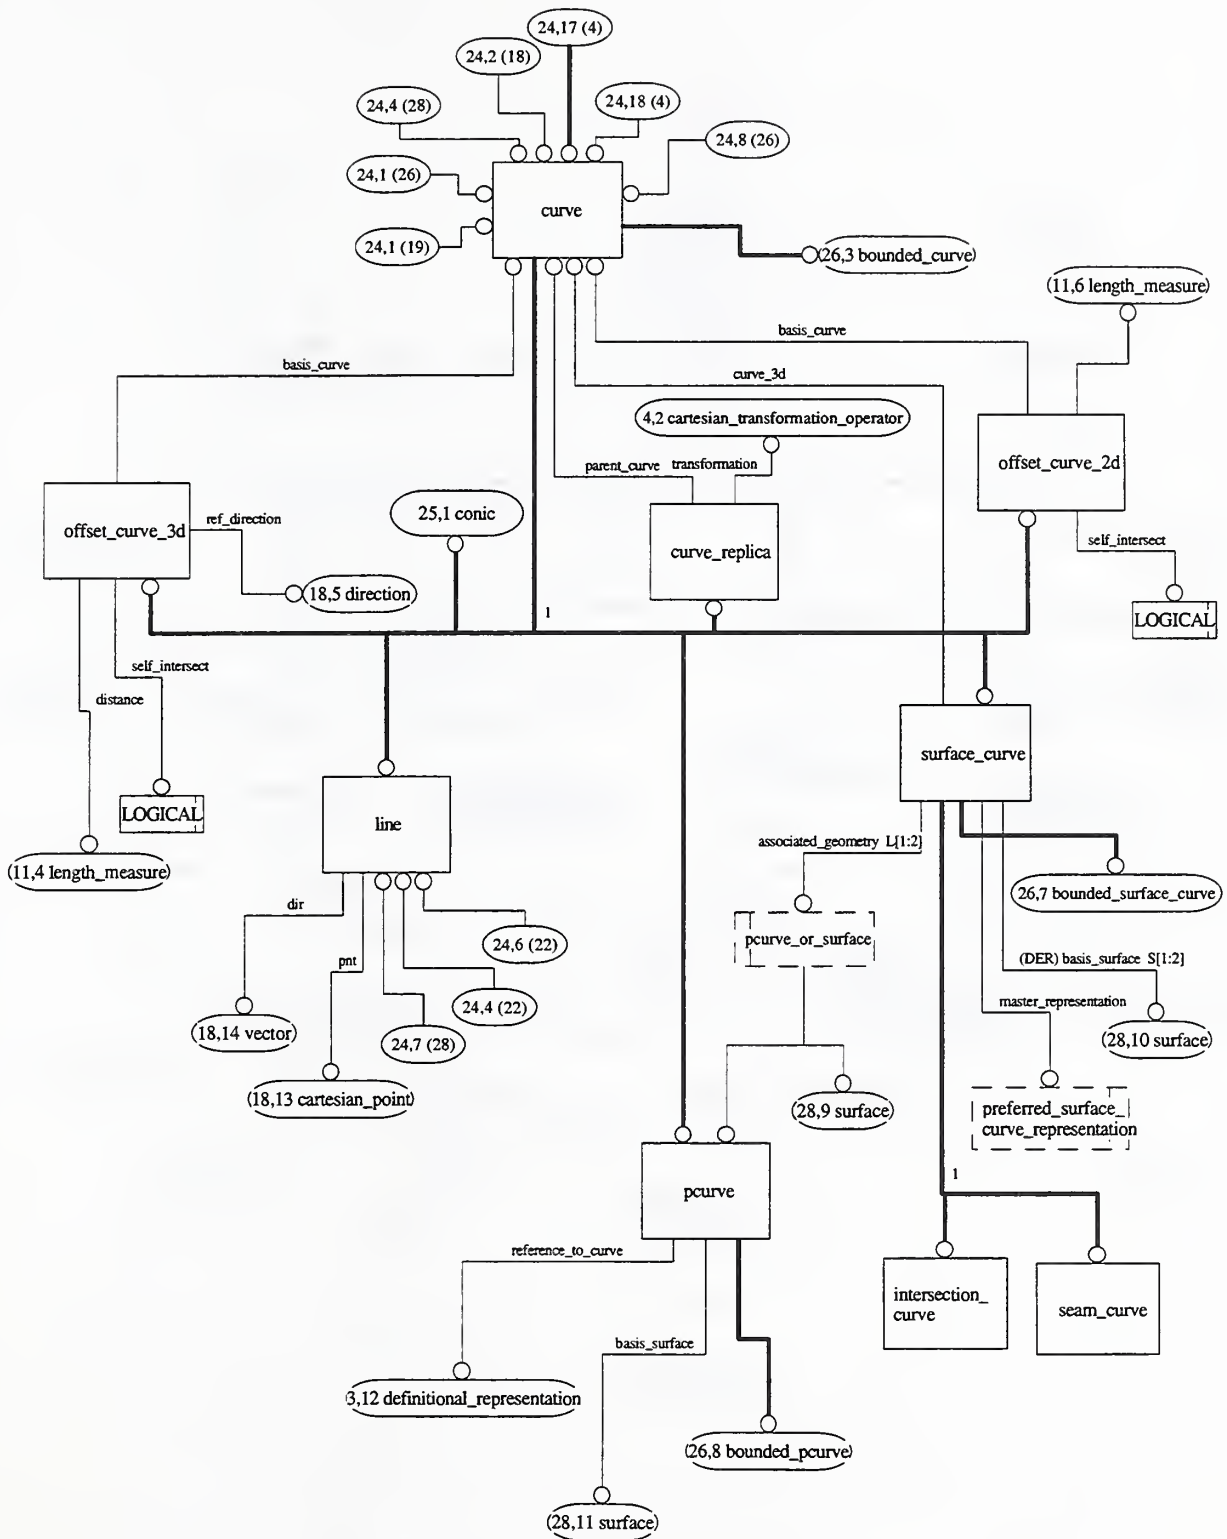 24,17 (4)
24,2 (18)
24,4 (28)
24,18 (4)
24,8 (26)
24,1 (26)
curve
24,1 (19)
(26,3 bounded_curve)
(11,6 length_measure)
basis_curve
basis_curve
curve_3d
4,2 cartesian_transformation_operator
parent_curve
transformation
offset_curve_2d
25,1 conic
ref_direction
offset_curve_3d
curve_replica
self_intersect
18,5 direction
1
LOGICAL
self_intersect
distance
surface_curve
LOGICAL
line
associated_geometry L[1:2]
(11,4 length_measure)
26,7 bounded_surface_curve
dir
pcurve_or_surface
24,6 (22)
(DER) basis_surface S[1:2]
pnt
24,4 (22)
master_representation
(18,14 vector)
24,7 (28)
(28,10 surface)
(18,13 cartesian_point)
(28,9 surface)
preferred_surface_
curve_representation
1
pcurve
reference_to_curve
intersection_
curve
seam_curve
basis_surface
3,12 definitional_representation
(26,8 bounded_pcurve)
(28,11 surface)